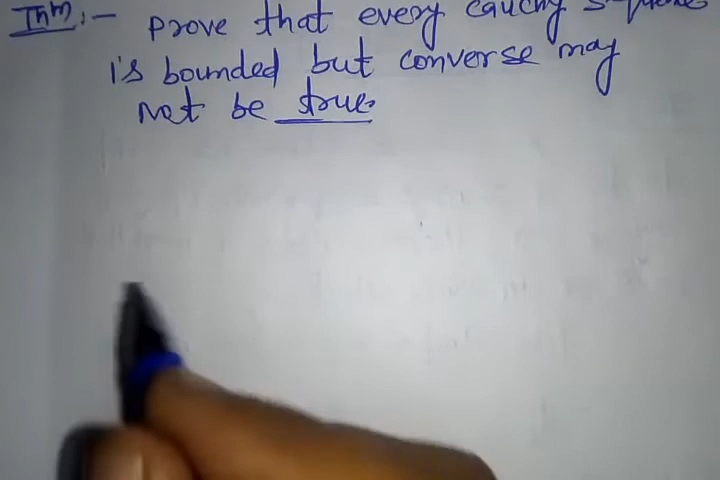 Thm:- Prove that every cauchy
is bounded but converse may
not be true.